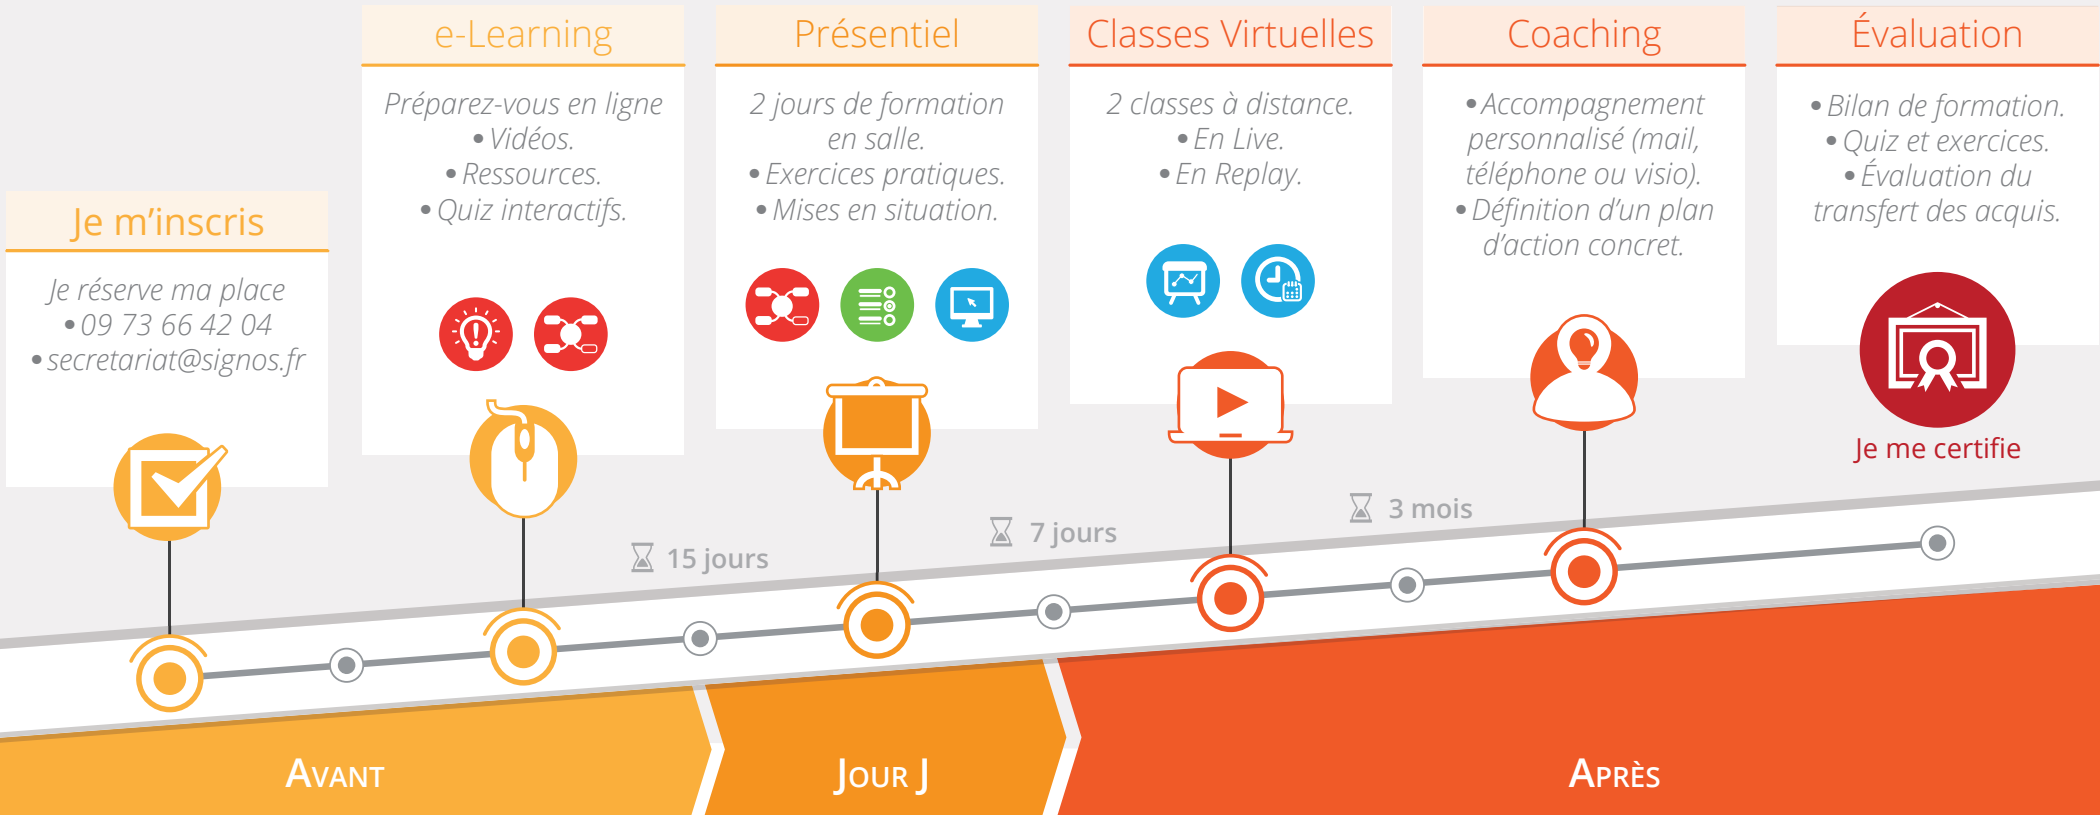 Je m'inscris
Je réserve ma place
• 09 73 66 42 04
• secretariat@signos.fr
e-Learning
Préparez-vous en ligne
• Vidéos.
• Ressources.
• Quiz interactifs.
15 jours
Présentiel
2 jours de formation
en salle.
• Exercices pratiques.
• Mises en situation.
7 jours
Classes Virtuelles
2 classes à distance.
• En Live.
• En Replay.
3 mois
Coaching
• Accompagnement
personnalisé (mail,
téléphone ou visio).
• Définition d'un plan
d'action concret.
Évaluation
• Bilan de formation.
• Quiz et exercices.
• Évaluation du
transfert des acquis.
Je me certifie
Avant
Jour J
Après